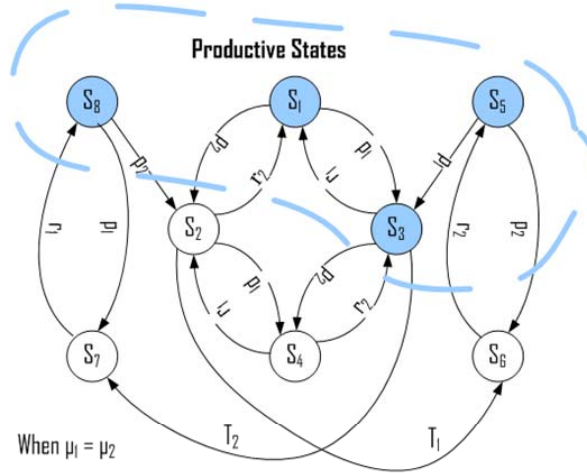 Productive States
S8
S1
S5
p2
p1
p2
r2
r1
p1
r1
p1
r2
p2
S2
S3
p1
r1
p2
r2
S7
S4
S6
T2
T1
When μ1 = μ2